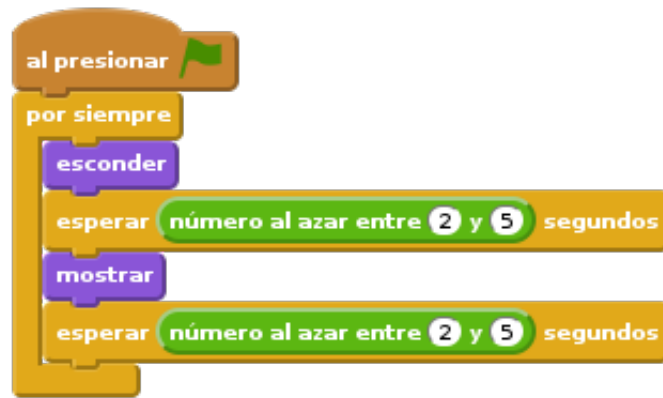 al presionar
por siempre
esconder
esperar número al azar entre 2 y 5 segundos
mostrar
esperar número al azar entre 2 y 5 segundos